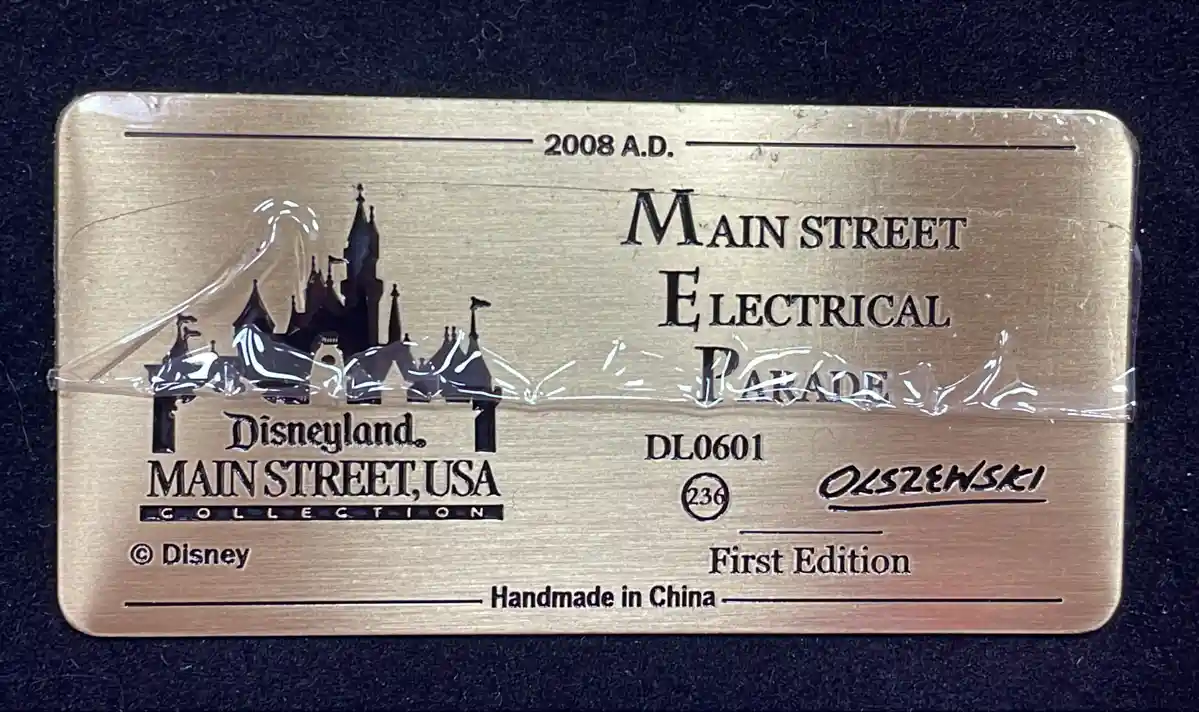 2008 A.D.
MAIN STREET
ELECTRICAL
PARADE
Disneyland®
MAIN STREET, USA
COLLECTION
© Disney
DL0601
236
OLSZEWSKI
First Edition
Handmade in China